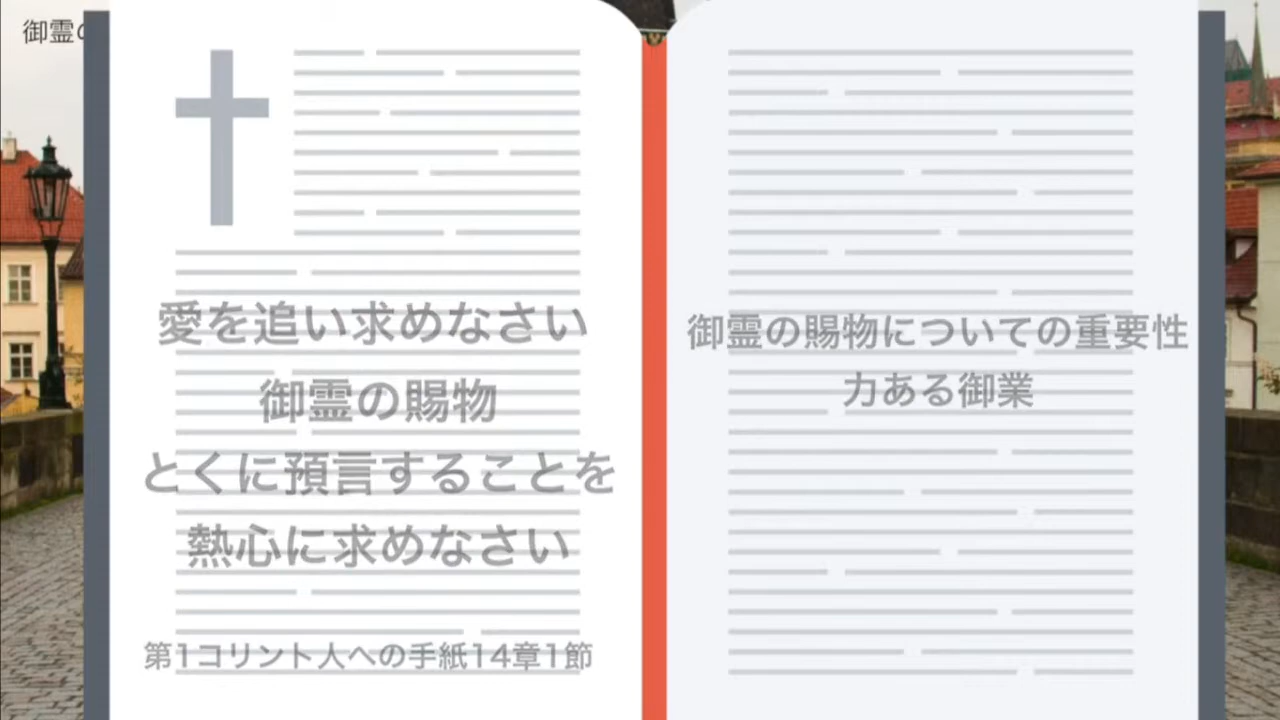 御霊の
愛を追い求めなさい
御霊の賜物
とくに預言することを
熱心に求めなさい
第1コリント人への手紙14章1節
御霊の賜物についての重要性
力ある御業